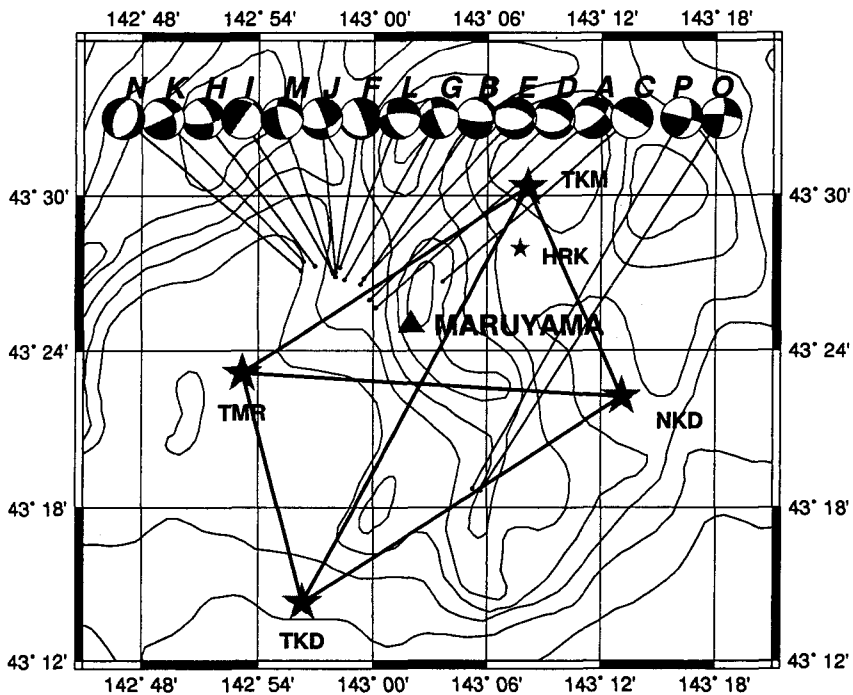 142° 48' 142° 54' 143° 00' 143° 06' 143° 12' 143° 18'
N K H I M J F L G B E D A C P O
43° 30' TKM 43° 30'
HRK
MARUYAMA
43° 24' 43° 24'
TMR NKD
43° 18' 43° 18'
TKD
43° 12' 43° 12'
142° 48' 142° 54' 143° 00' 143° 06' 143° 12' 143° 18'